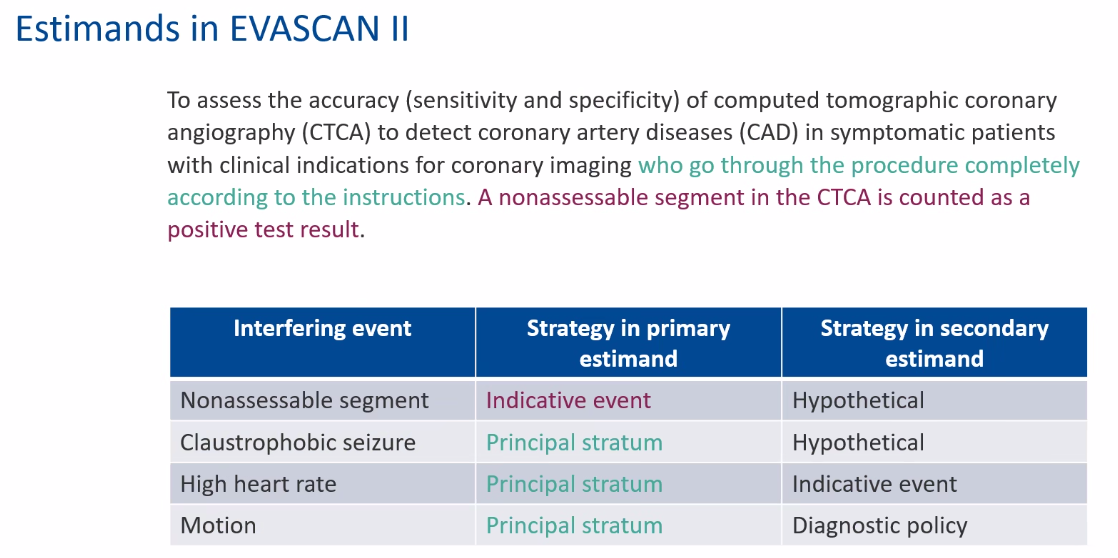 Estimands in EVASCAN II
To assess the accuracy (sensitivity and specificity) of computed tomographic coronary
angiography (CTCA) to detect coronary artery diseases (CAD) in symptomatic patients
with clinical indications for coronary imaging who go through the procedure completely
according to the instructions. A nonassessable segment in the CTCA is counted as a
positive test result.
Interfering event Strategy in primary estimand Strategy in secondary estimand
Nonassessable segment Indicative event Hypothetical
Claustrophobic seizure Principal stratum Hypothetical
High heart rate Principal stratum Indicative event
Motion Principal stratum Diagnostic policy